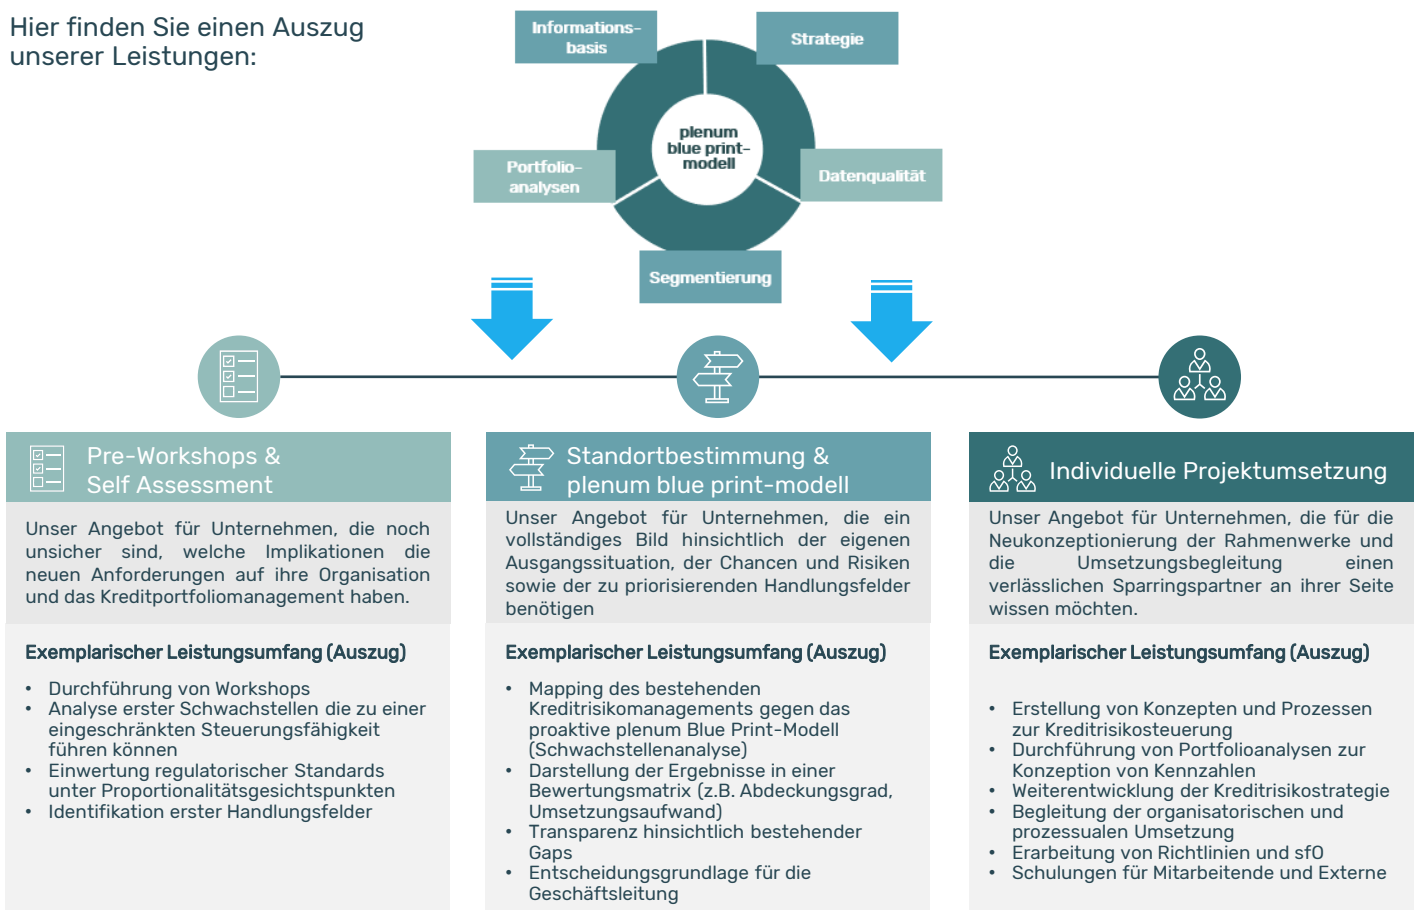 Hier finden Sie einen Auszug
unserer Leistungen:
Informations-
basis
Strategie
plenum
blue print-
modell
Portfolio-
analysen
Datenqualität
Segmentierung
Pre-Workshops &
Self Assessment
Unser Angebot für Unternehmen, die noch
unsicher sind, welche Implikationen die
neuen Anforderungen auf ihre Organisation
und das Kreditportfoliomanagement haben.
Exemplarischer Leistungsumfang (Auszug)
• Durchführung von Workshops
• Analyse erster Schwachstellen die zu einer
eingeschränkten Steuerungsfähigkeit
führen können
• Einwertung regulatorischer Standards
unter Proportionalitätsgesichtspunkten
• Identifikation erster Handlungsfelder
Standortbestimmung &
plenum blue print-modell
Unser Angebot für Unternehmen, die ein
vollständiges Bild hinsichtlich der eigenen
Ausgangssituation, der Chancen und Risiken
sowie der zu priorisierenden Handlungsfelder
benötigen
Exemplarischer Leistungsumfang (Auszug)
• Mapping des bestehenden
Kreditrisikomanagements gegen das
proaktive plenum Blue Print-Modell
(Schwachstellenanalyse)
• Darstellung der Ergebnisse in einer
Bewertungsmatrix (z.B. Abdeckungsgrad,
Umsetzungsaufwand)
• Transparenz hinsichtlich bestehender
Gaps
• Entscheidungsgrundlage für die
Geschäftsleitung
Individuelle Projektumsetzung
Unser Angebot für Unternehmen, die für die
Neukonzeptionierung der Rahmenwerke und
die Umsetzungsbegleitung einen
verlässlichen Sparringspartner an ihrer Seite
wissen möchten.
Exemplarischer Leistungsumfang (Auszug)
• Erstellung von Konzepten und Prozessen
zur Kreditrisikosteuerung
• Durchführung von Portfolioanalysen zur
Konzeption von Kennzahlen
• Weiterentwicklung der Kreditrisikostrategie
• Begleitung der organisatorischen und
prozessualen Umsetzung
• Erarbeitung von Richtlinien und sfO
• Schulungen für Mitarbeitende und Externe